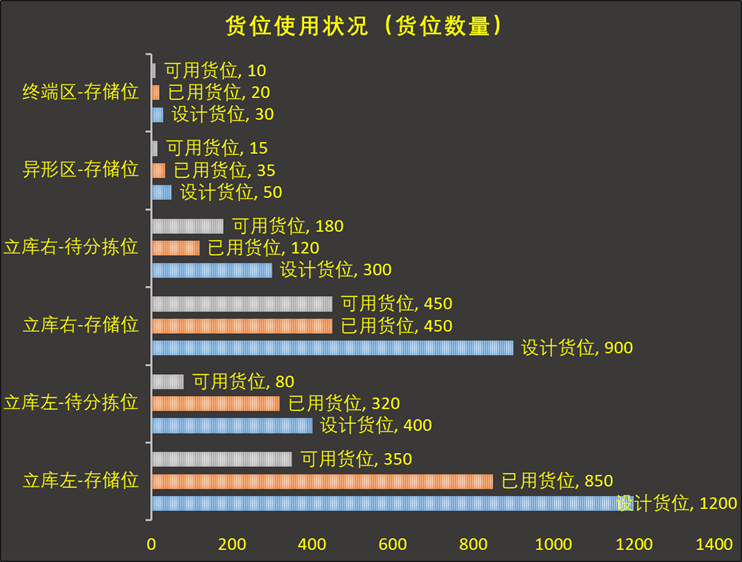 货位使用状况（货位数量）
可用货位, 10
终端区-存储位
已用货位, 20
设计货位, 30
可用货位, 15
异形区-存储位
已用货位, 35
设计货位, 50
可用货位, 180
立库右-待分拣位
已用货位, 120
设计货位, 300
可用货位, 450
立库右-存储位
已用货位, 450
设计货位, 900
可用货位, 80
立库左-待分拣位
已用货位, 320
设计货位, 400
可用货位, 350
立库左-存储位
已用货位, 850
设计货位, 1200
0 200 400 600 800 1000 1200 1400